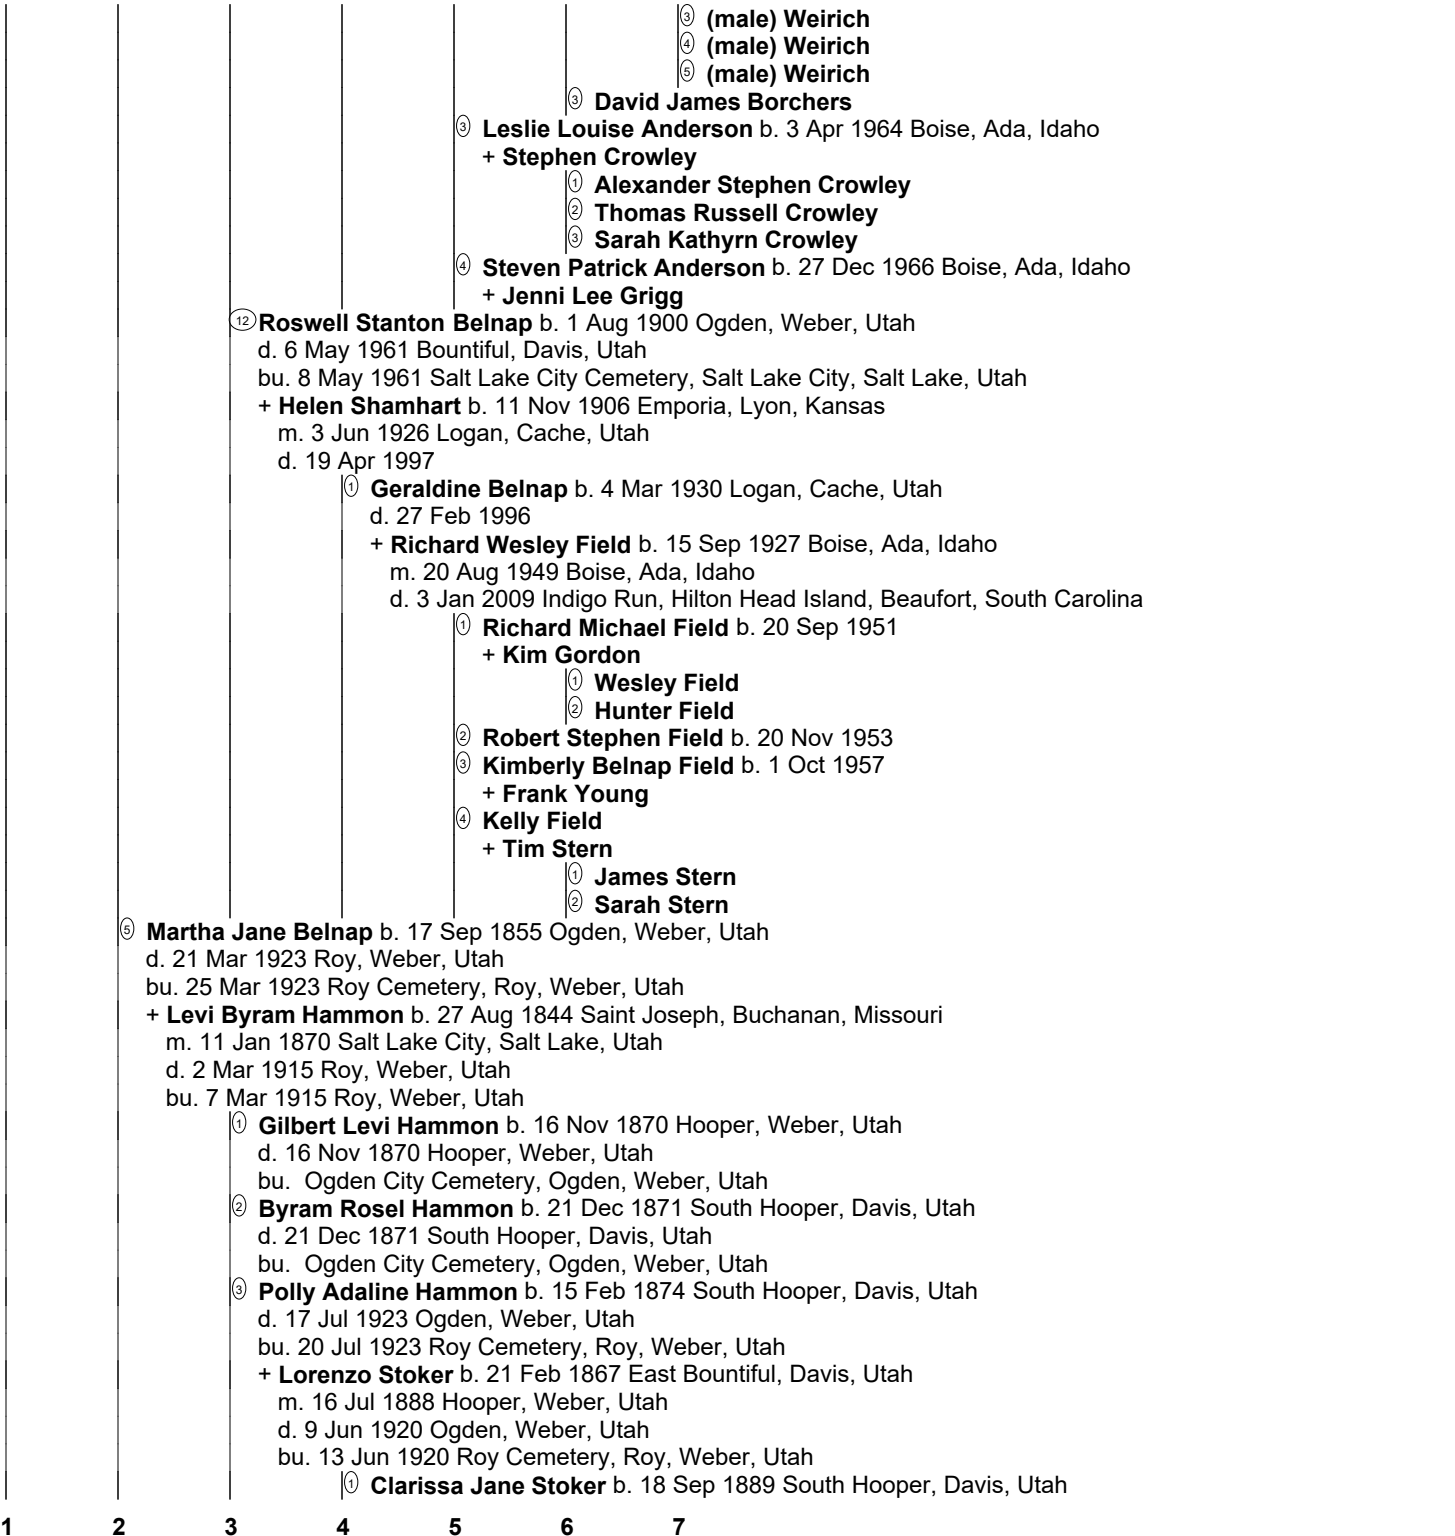 ③ (male) Weirich
④ (male) Weirich
⑤ (male) Weirich
③ David James Borchers
③ Leslie Louise Anderson b. 3 Apr 1964 Boise, Ada, Idaho
+ Stephen Crowley
① Alexander Stephen Crowley
② Thomas Russell Crowley
③ Sarah Kathyrn Crowley
④ Steven Patrick Anderson b. 27 Dec 1966 Boise, Ada, Idaho
+ Jenni Lee Grigg
⑫ Roswell Stanton Belnap b. 1 Aug 1900 Ogden, Weber, Utah
d. 6 May 1961 Bountiful, Davis, Utah
bu. 8 May 1961 Salt Lake City Cemetery, Salt Lake City, Salt Lake, Utah
+ Helen Shamhart b. 11 Nov 1906 Emporia, Lyon, Kansas
m. 3 Jun 1926 Logan, Cache, Utah
d. 19 Apr 1997
① Geraldine Belnap b. 4 Mar 1930 Logan, Cache, Utah
d. 27 Feb 1996
+ Richard Wesley Field b. 15 Sep 1927 Boise, Ada, Idaho
m. 20 Aug 1949 Boise, Ada, Idaho
d. 3 Jan 2009 Indigo Run, Hilton Head Island, Beaufort, South Carolina
① Richard Michael Field b. 20 Sep 1951
+ Kim Gordon
① Wesley Field
② Hunter Field
② Robert Stephen Field b. 20 Nov 1953
③ Kimberly Belnap Field b. 1 Oct 1957
+ Frank Young
④ Kelly Field
+ Tim Stern
① James Stern
② Sarah Stern
⑤ Martha Jane Belnap b. 17 Sep 1855 Ogden, Weber, Utah
d. 21 Mar 1923 Roy, Weber, Utah
bu. 25 Mar 1923 Roy Cemetery, Roy, Weber, Utah
+ Levi Byram Hammon b. 27 Aug 1844 Saint Joseph, Buchanan, Missouri
m. 11 Jan 1870 Salt Lake City, Salt Lake, Utah
d. 2 Mar 1915 Roy, Weber, Utah
bu. 7 Mar 1915 Roy, Weber, Utah
① Gilbert Levi Hammon b. 16 Nov 1870 Hooper, Weber, Utah
d. 16 Nov 1870 Hooper, Weber, Utah
bu. Ogden City Cemetery, Ogden, Weber, Utah
② Byram Rosel Hammon b. 21 Dec 1871 South Hooper, Davis, Utah
d. 21 Dec 1871 South Hooper, Davis, Utah
bu. Ogden City Cemetery, Ogden, Weber, Utah
③ Polly Adaline Hammon b. 15 Feb 1874 South Hooper, Davis, Utah
d. 17 Jul 1923 Ogden, Weber, Utah
bu. 20 Jul 1923 Roy Cemetery, Roy, Weber, Utah
+ Lorenzo Stoker b. 21 Feb 1867 East Bountiful, Davis, Utah
m. 16 Jul 1888 Hooper, Weber, Utah
d. 9 Jun 1920 Ogden, Weber, Utah
bu. 13 Jun 1920 Roy Cemetery, Roy, Weber, Utah
① Clarissa Jane Stoker b. 18 Sep 1889 South Hooper, Davis, Utah
1 2 3 4 5 6 7